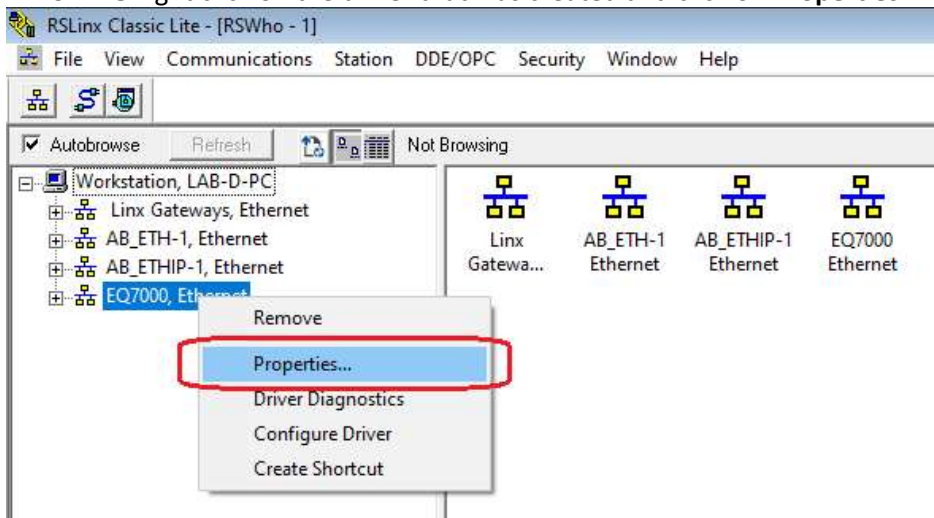 RSLinx Classic Lite - [RSWho - 1]
File View Communications Station DDE/OPC Security Window Help
Autobrowse Refresh Not Browsing
Workstation, LAB-D-PC
Linx Gateways, Ethernet
AB_ETH-1, Ethernet
AB_ETHIP-1, Ethernet
EQ7000, Ethernet
Remove
Properties...
Driver Diagnostics
Configure Driver
Create Shortcut
Linx Gatewa...
AB_ETH-1 Ethernet
AB_ETHIP-1 Ethernet
EQ7000 Ethernet